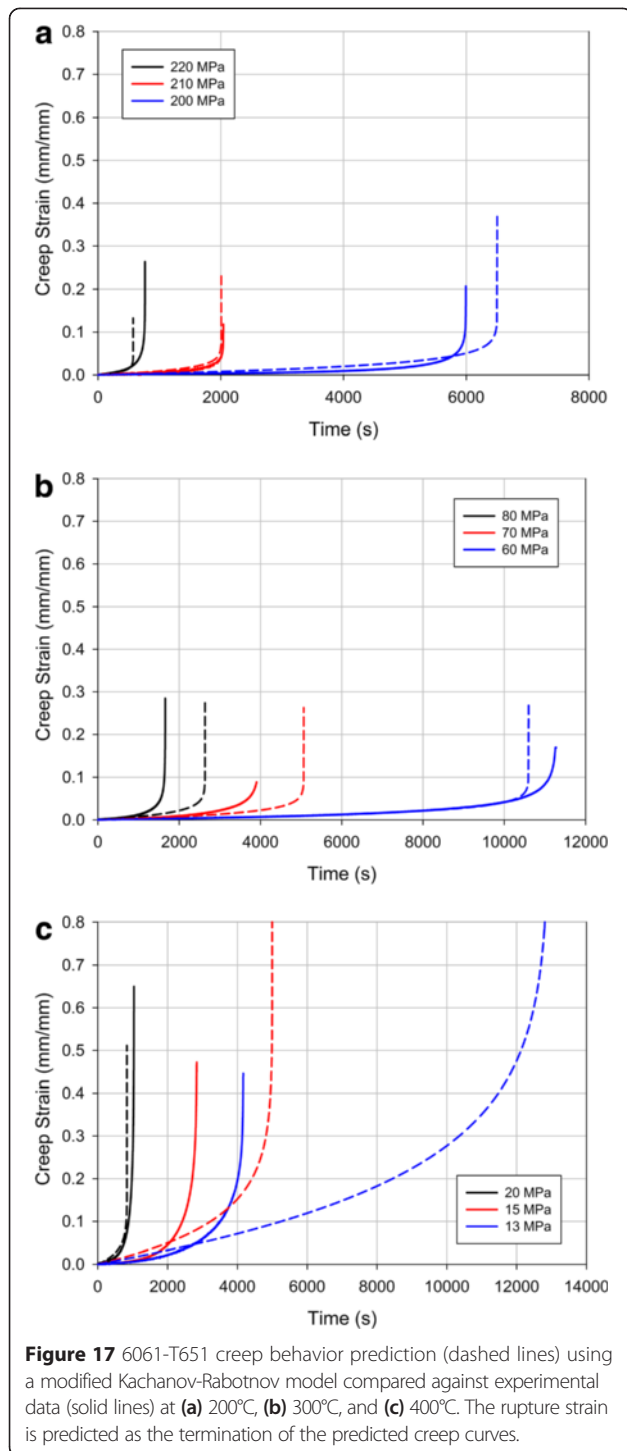 a
0.8
0.7
0.6
0.5
0.4
0.3
0.2
0.1
0.0
Creep Strain (mm/mm)
220 MPa
210 MPa
200 MPa
0 2000 4000 6000 8000
Time (s)
b
0.8
0.7
0.6
0.5
0.4
0.3
0.2
0.1
0.0
Creep Strain (mm/mm)
80 MPa
70 MPa
60 MPa
0 2000 4000 6000 8000 10000 12000
Time (s)
c
0.8
0.7
0.6
0.5
0.4
0.3
0.2
0.1
0.0
Creep Strain (mm/mm)
20 MPa
15 MPa
13 MPa
0 2000 4000 6000 8000 10000 12000 14000
Time (s)
Figure 17 6061-T651 creep behavior prediction (dashed lines) using
a modified Kachanov-Rabotnov model compared against experimental
data (solid lines) at (a) 200°C, (b) 300°C, and (c) 400°C. The rupture strain
is predicted as the termination of the predicted creep curves.